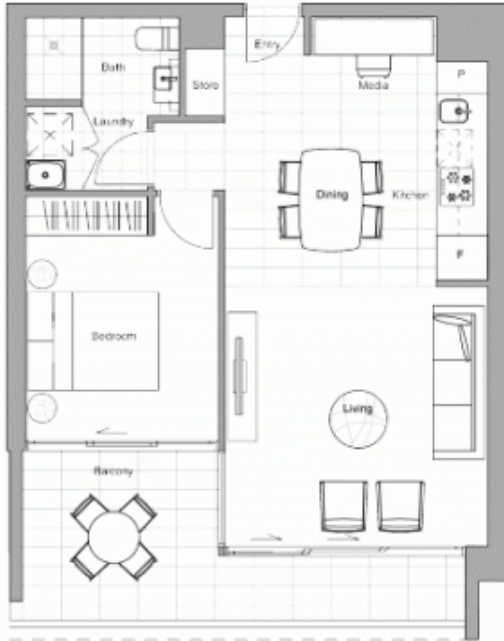 Entry
Bath
Store
Media
P
Laundry
Dining
Kitchen
F
Bedroom
Living
Balcony